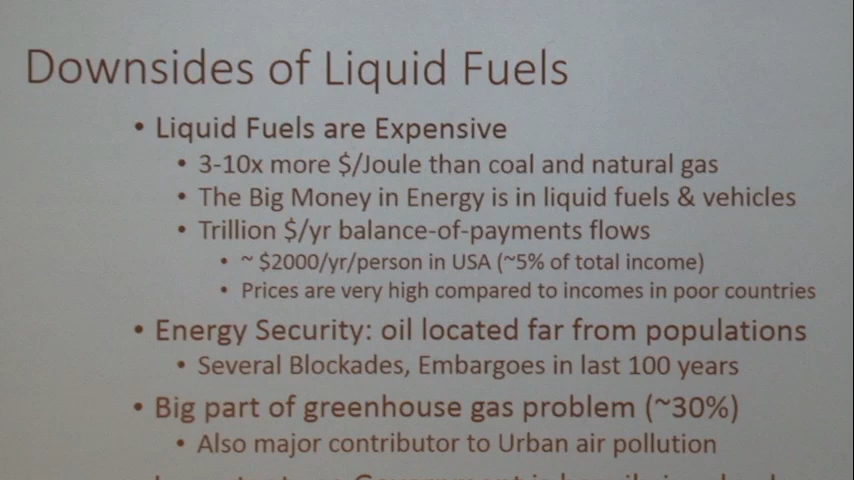 Downsides of Liquid Fuels
• Liquid Fuels are Expensive
• 3-10x more $/Joule than coal and natural gas
• The Big Money in Energy is in liquid fuels & vehicles
• Trillion $/yr balance-of-payments flows
• ~ $2000/yr/person in USA (~5% of total income)
• Prices are very high compared to incomes in poor countries
• Energy Security: oil located far from populations
• Several Blockades, Embargoes in last 100 years
• Big part of greenhouse gas problem (~30%)
• Also major contributor to Urban air pollution